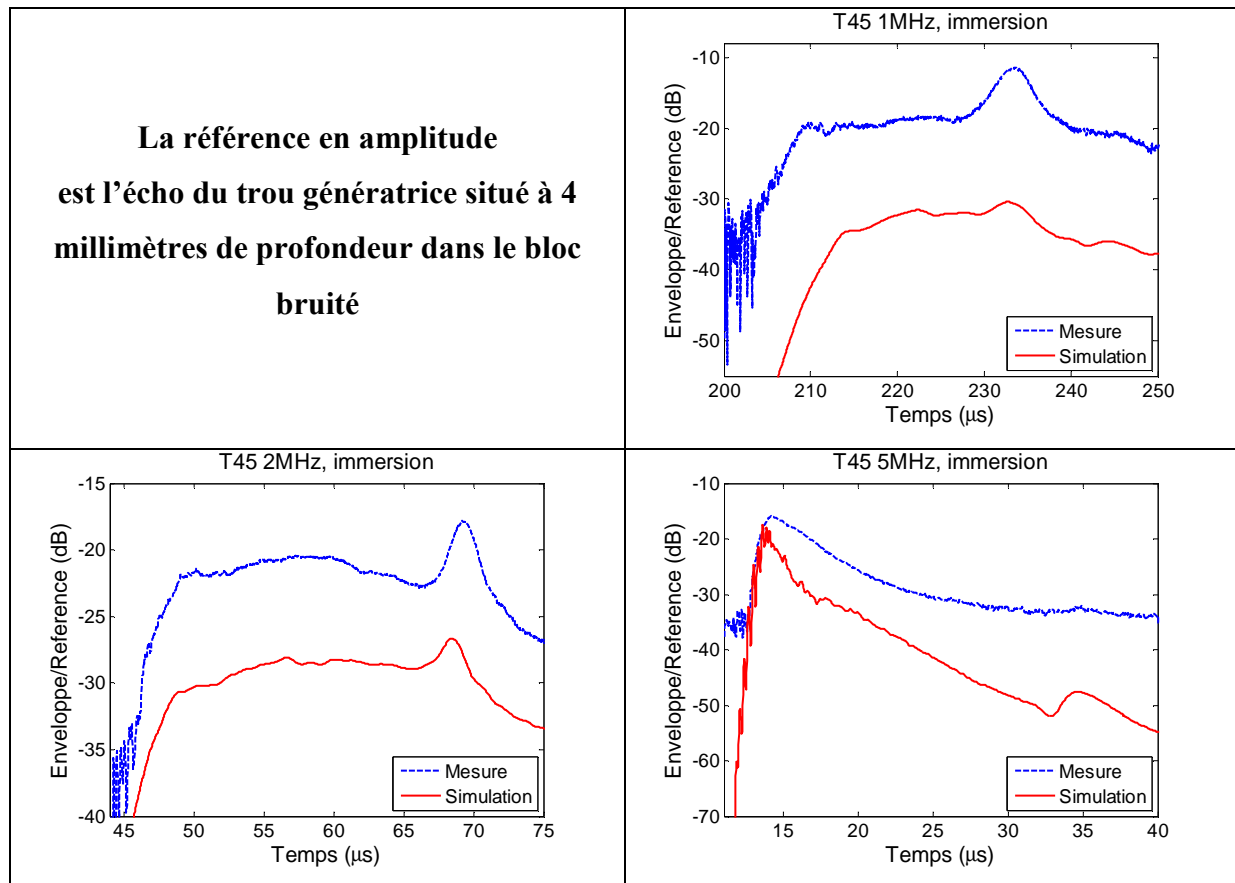 La référence en amplitude
est l’écho du trou génératrice situé à 4
millimètres de profondeur dans le bloc
bruité
T45 1MHz, immersion
-10
-20
-30
-40
-50
Enveloppe/Reference (dB)
Mesure
Simulation
200 210 220 230 240 250
Temps (µs)
T45 2MHz, immersion
-15
-20
-25
-30
-35
-40
Enveloppe/Reference (dB)
Mesure
Simulation
45 50 55 60 65 70 75
Temps (µs)
T45 5MHz, immersion
-10
-20
-30
-40
-50
-60
-70
Enveloppe/Reference (dB)
Mesure
Simulation
15 20 25 30 35 40
Temps (µs)